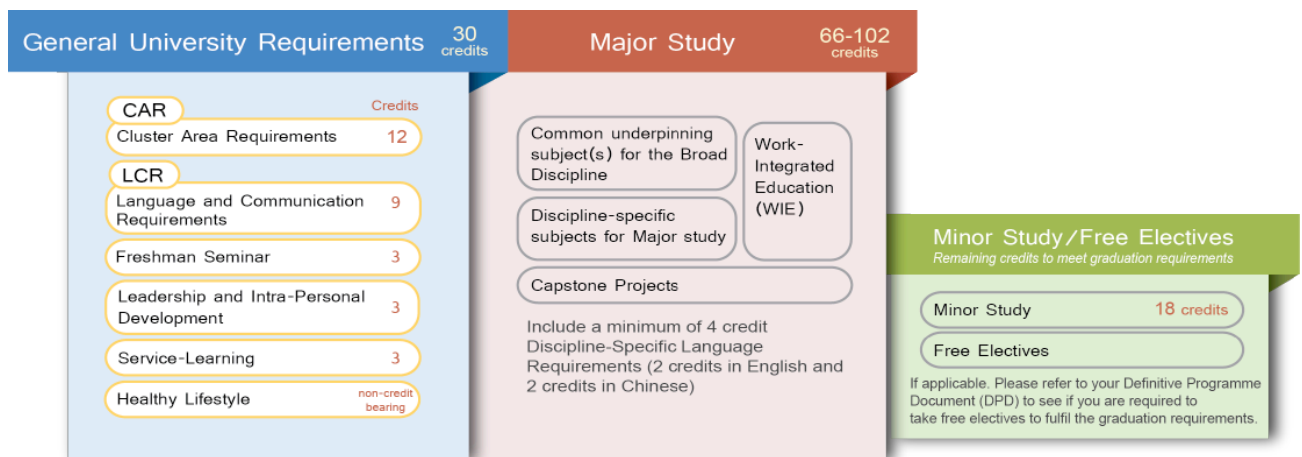 General University Requirements
30
credits
CAR
Credits
Cluster Area Requirements 12
LCR
Language and Communication
Requirements
9
Freshman Seminar 3
Leadership and Intra-Personal
Development
3
Service-Learning 3
Healthy Lifestyle
non-credit
bearing
Major Study
66-102
credits
Common underpinning
subject(s) for the Broad
Discipline
Discipline-specific
subjects for Major study
Work-
Integrated
Education
(WIE)
Capstone Projects
Include a minimum of 4 credit
Discipline-Specific Language
Requirements (2 credits in English and
2 credits in Chinese)
Minor Study/Free Electives
Remaining credits to meet graduation requirements
Minor Study 18 credits
Free Electives
If applicable. Please refer to your Definitive Programme
Document (DPD) to see if you are required to
take free electives to fulfil the graduation requirements.